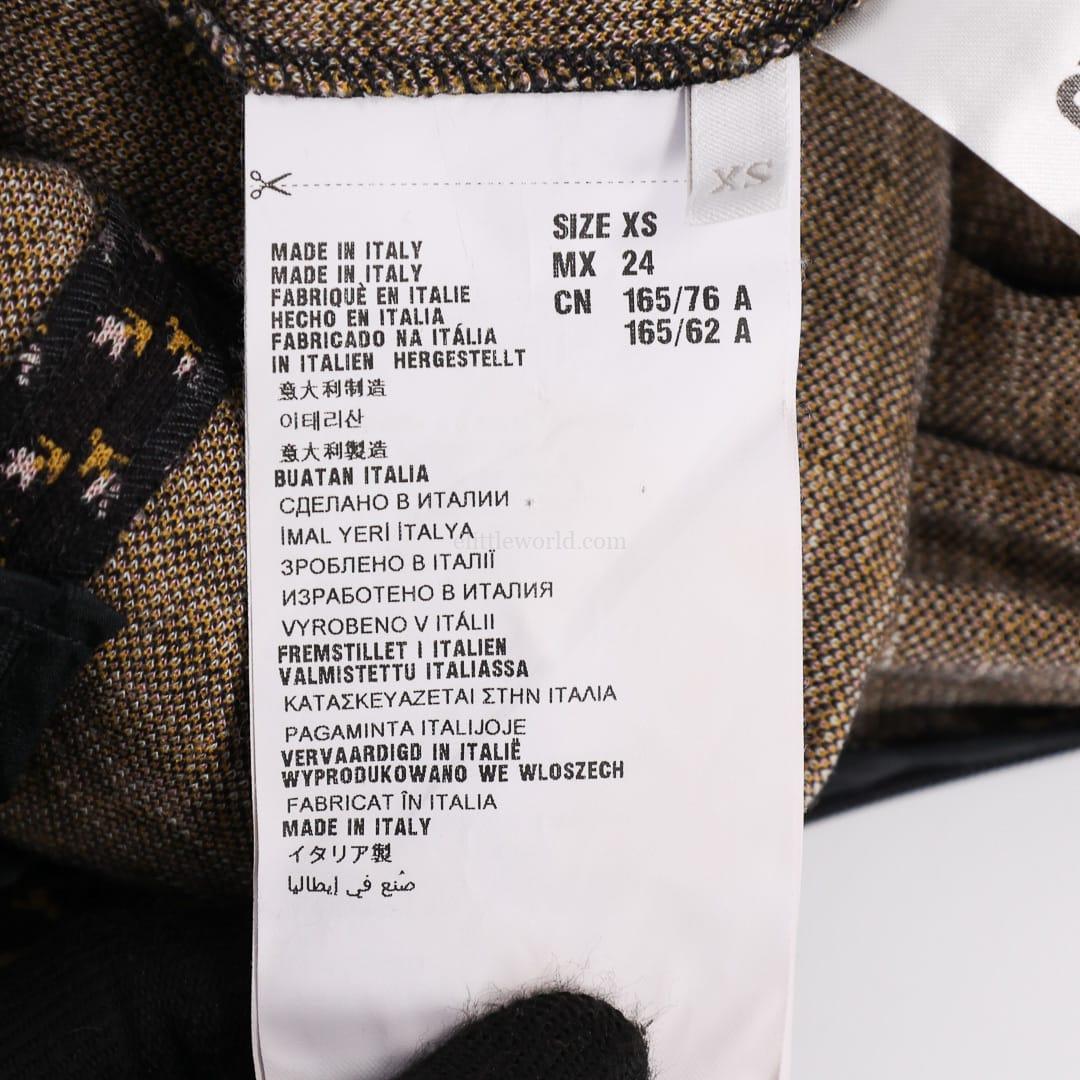 XS
SIZE XS
MX 24
CN 165/76 A
165/62 A
MADE IN ITALY
MADE IN ITALY
FABRIQUÈ EN ITALIE
HECHO EN ITALIA
FABRICADO NA ITÁLIA
IN ITALIEN HERGESTELLT
意大利制造
이태리산
意大利製造
BUATAN ITALIA
СДЕЛАНО В ИТАЛИИ
İMAL YERİ İTALYA
ЗРОБЛЕНО В ІТАЛІЇ
ИЗРАБОТЕНО В ИТАЛИЯ
VYROBENO V ITÁLII
FREMSTILLET I ITALIEN
VALMISTETTU ITALIASSA
ΚΑΤΑΣΚΕΥΑΖΕΤΑΙ ΣΤΗΝ ΙΤΑΛΙΑ
PAGAMINTA ITALIJOJE
VERVAARDIGD IN ITALIË
WYPRODUKOWANO WE WLOSZECH
FABRICAT ÎN ITALIA
MADE IN ITALY
イタリア製
صُنع في إيطاليا